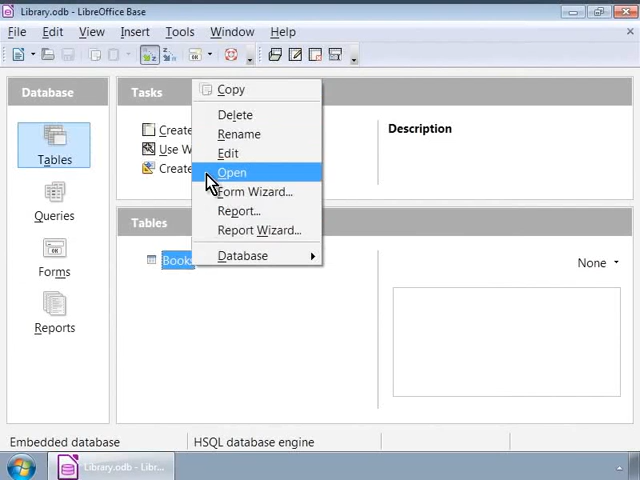 Library.odb - LibreOffice Base
File Edit View Insert Tools Window Help
Database
Tasks
Copy
Create
Description
Delete
Use W
Rename
Create
Edit
Tables
Open
Form Wizard...
Report...
Report Wizard...
Queries
Tables
Database
Books
None
Forms
Reports
Embedded database
HSQL database engine
Library.odb - Libr...